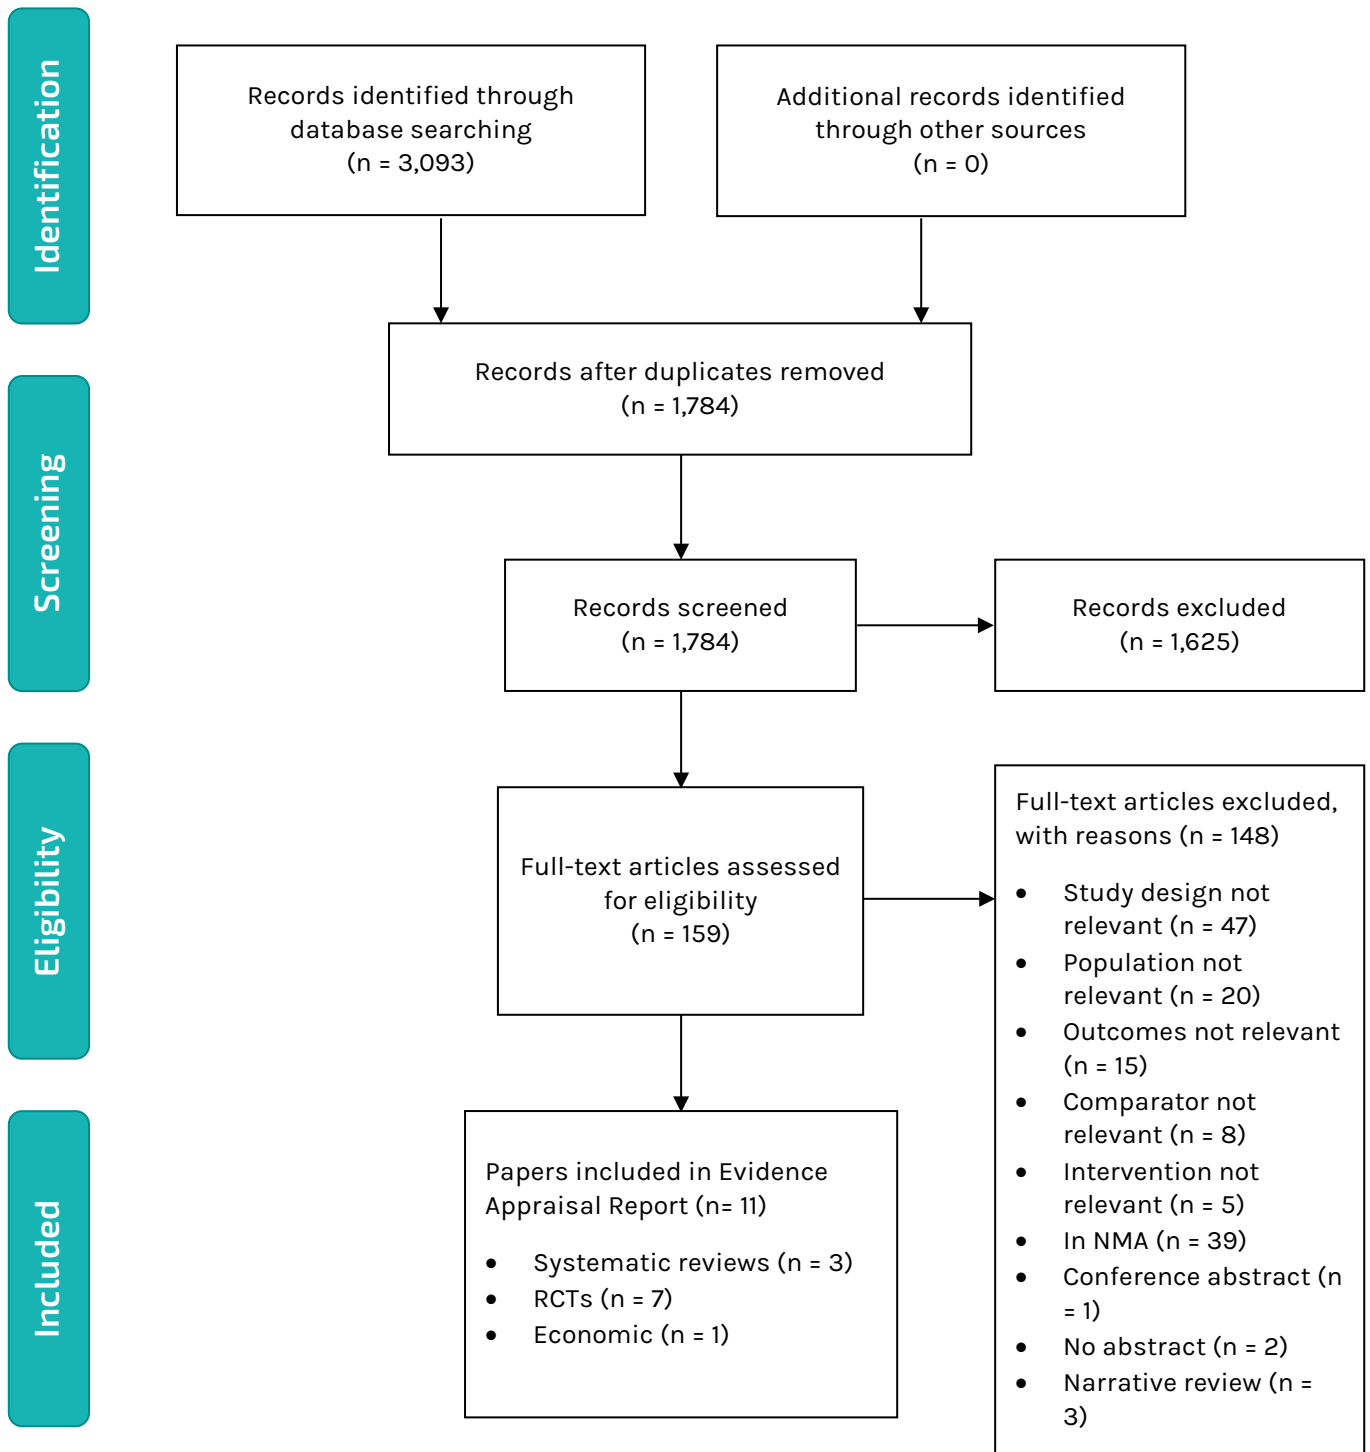 Identification
Records identified through
database searching
(n = 3,093)
Additional records identified
through other sources
(n = 0)
Records after duplicates removed
(n = 1,784)
Screening
Records screened
(n = 1,784)
Records excluded
(n = 1,625)
Eligibility
Full-text articles assessed
for eligibility
(n = 159)
Full-text articles excluded,
with reasons (n = 148)
• Study design not
relevant (n = 47)
• Population not
relevant (n = 20)
• Outcomes not relevant
(n = 15)
• Comparator not
relevant (n = 8)
• Intervention not
relevant (n = 5)
• In NMA (n = 39)
• Conference abstract (n
= 1)
• No abstract (n = 2)
• Narrative review (n =
3)
Included
Papers included in Evidence
Appraisal Report (n= 11)
• Systematic reviews (n = 3)
• RCTs (n = 7)
• Economic (n = 1)